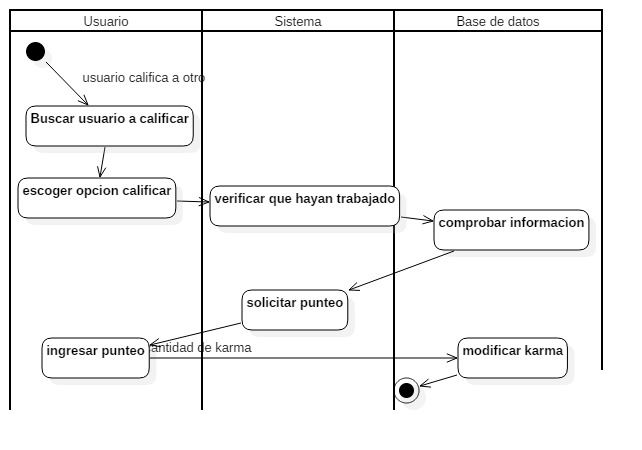 Usuario
Sistema
Base de datos
usuario califica a otro
Buscar usuario a calificar
escoger opcion calificar
verificar que hayan trabajado
comprobar informacion
solicitar punteo
ingresar punteo
antidad de karma
modificar karma